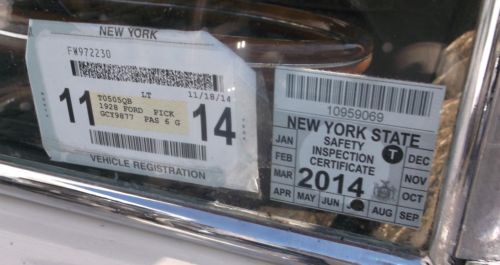 NEW YORK
FW972230
LT 11/18/14
11
T0505QB
1928 FORD PICK
GCX9877 PAS 6 G
14
VEHICLE REGISTRATION
10959069
NEW YORK STATE
SAFETY
INSPECTION
CERTIFICATE
T
JAN
FEB
MAR
APR MAY JUN
AUG SEP
OCT
NOV
DEC
2014